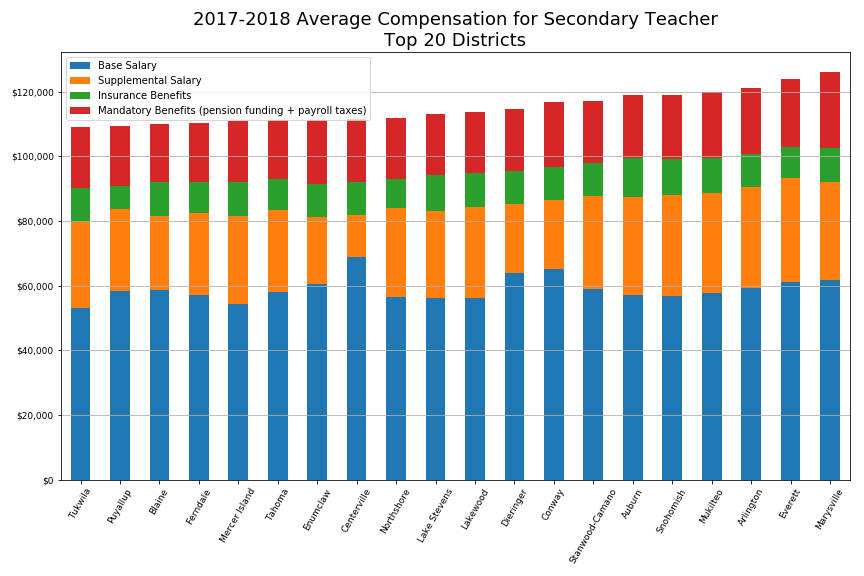 2017-2018 Average Compensation for Secondary Teacher
Top 20 Districts
Base Salary
Supplemental Salary
Insurance Benefits
Mandatory Benefits (pension funding + payroll taxes)
$120,000
$100,000
$80,000
$60,000
$40,000
$20,000
$0
Tukwila
Puyallup
Blaine
Ferndale
Mercer Island
Tahoma
Enumclaw
Centerville
Northshore
Lake Stevens
Lakewood
Dieringer
Conway
Stanwood-Camano
Auburn
Snohomish
Mukilteo
Arlington
Everett
Marysville